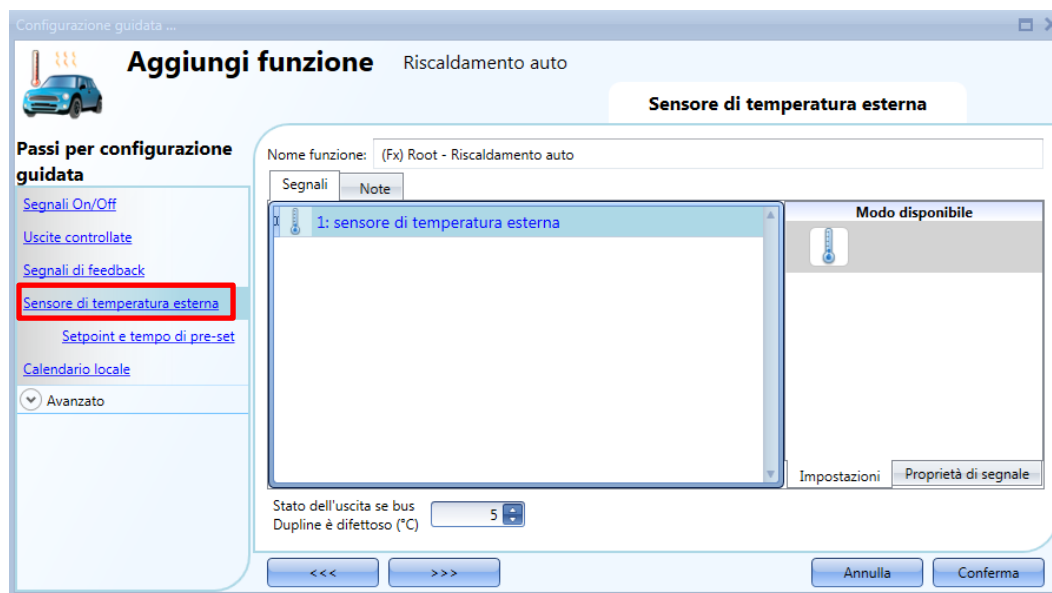 Configurazione guidata ...
Aggiungi funzione Riscaldamento auto
Sensore di temperatura esterna
Passi per configurazione
guidata
Segnali On/Off
Uscite controllate
Segnali di feedback
Sensore di temperatura esterna
Setpoint e tempo di pre-set
Calendario locale
Avanzato
Nome funzione: (Fx) Root - Riscaldamento auto
Segnali Note
1: sensore di temperatura esterna
Modo disponibile
Impostazioni Proprietà di segnale
Stato dell'uscita se bus
Dupline è difettoso (°C) 5
<<< >>> Annulla Conferma